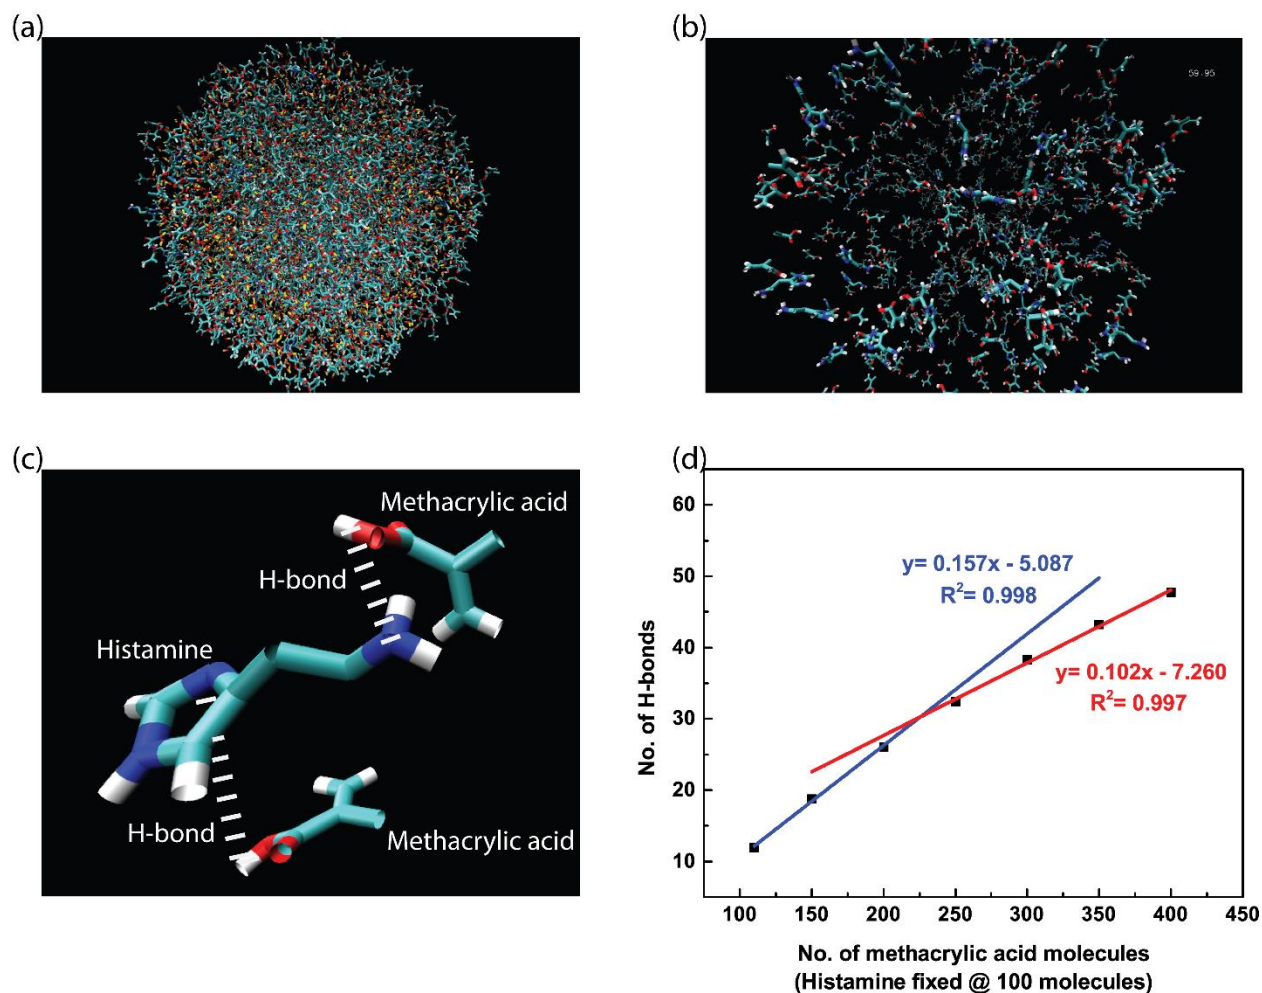 (a)
(b)
59.95
(c)
Methacrylic acid
H-bond
Histamine
H-bond
Methacrylic acid
(d)
No. of H-bonds
60
50
40
30
20
10
y= 0.157x - 5.087
R²= 0.998
y= 0.102x - 7.260
R²= 0.997
100 150 200 250 300 350 400 450
No. of methacrylic acid molecules
(Histamine fixed @ 100 molecules)